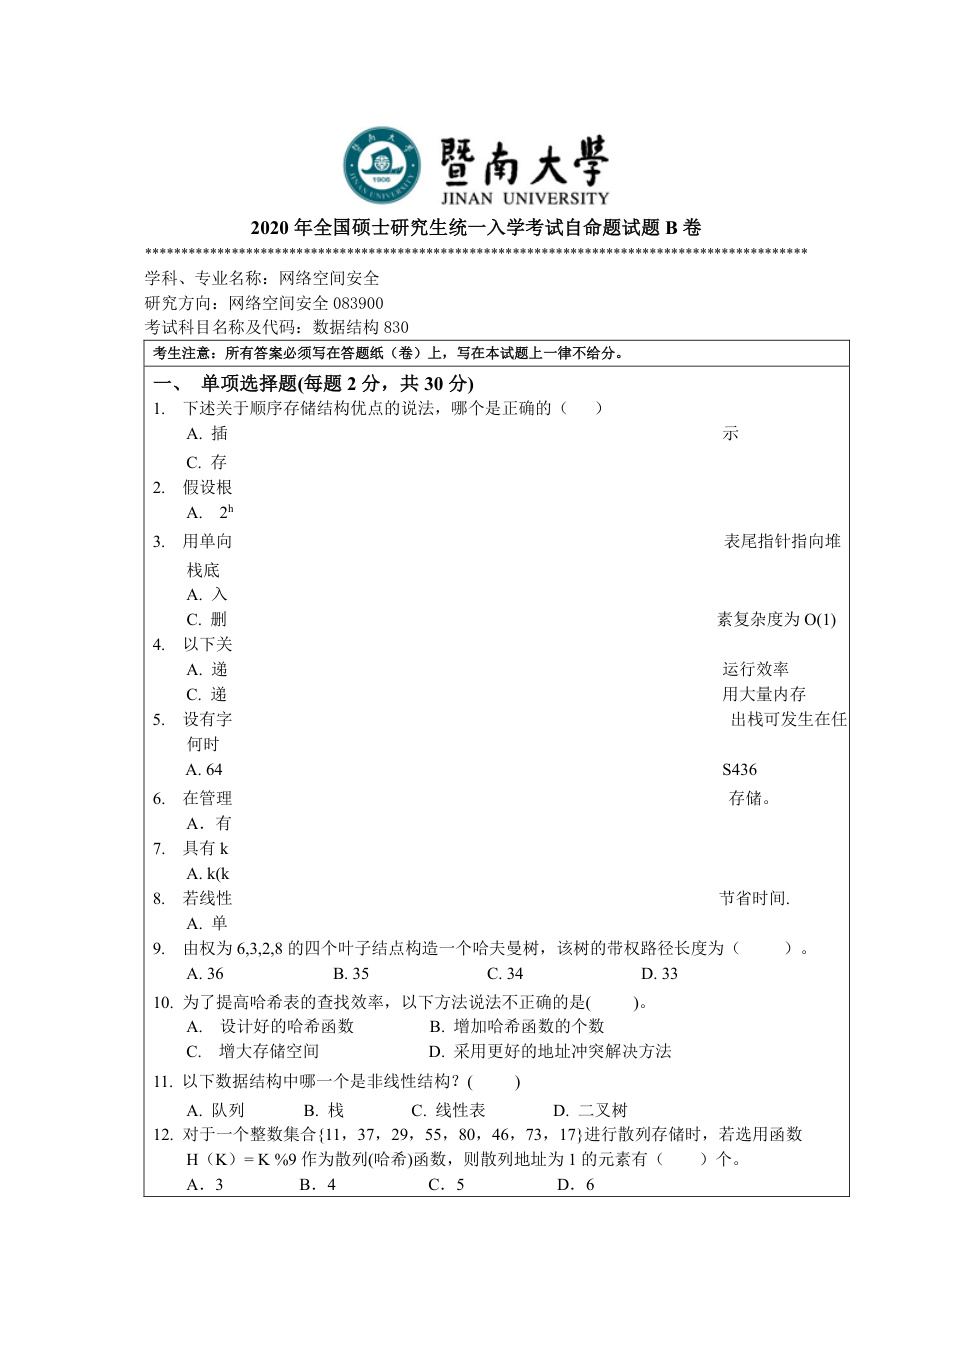 暨南大学
JINAN UNIVERSITY
2020 年全国硕士研究生统一入学考试自命题试题 B 卷
********************************************************************************************
学科、专业名称：网络空间安全
研究方向：网络空间安全 083900
考试科目名称及代码：数据结构 830
考生注意：所有答案必须写在答题纸（卷）上，写在本试题上一律不给分。
一、 单项选择题(每题 2 分，共 30 分)
1. 下述关于顺序存储结构优点的说法，哪个是正确的（ ）
A. 插 示
C. 存
2. 假设根
A. 2ʰ
3. 用单向 表尾指针指向堆
栈底
A. 入
C. 删 素复杂度为 O(1)
4. 以下关
A. 递 运行效率
C. 递 用大量内存
5. 设有字 出栈可发生在任
何时
A. 64 S436
6. 在管理 存储。
A．有
7. 具有 k
A. k(k
8. 若线性 节省时间.
A. 单
9. 由权为 6,3,2,8 的四个叶子结点构造一个哈夫曼树，该树的带权路径长度为（ ）。
A. 36 B. 35 C. 34 D. 33
10. 为了提高哈希表的查找效率，以下方法说法不正确的是( )。
A. 设计好的哈希函数 B. 增加哈希函数的个数
C. 增大存储空间 D. 采用更好的地址冲突解决方法
11. 以下数据结构中哪一个是非线性结构？( )
A. 队列 B. 栈 C. 线性表 D. 二叉树
12. 对于一个整数集合{11，37，29，55，80，46，73，17}进行散列存储时，若选用函数
H（K）= K %9 作为散列(哈希)函数，则散列地址为 1 的元素有（ ）个。
A．3 B．4 C．5 D．6